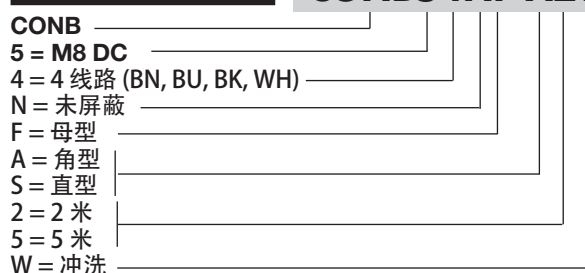 CONB
5 = M8 DC
4 = 4 线路 (BN, BU, BK, WH)
N = 未屏蔽
F = 母型
A = 角型
S = 直型
2 = 2 米
5 = 5 米
W = 冲洗